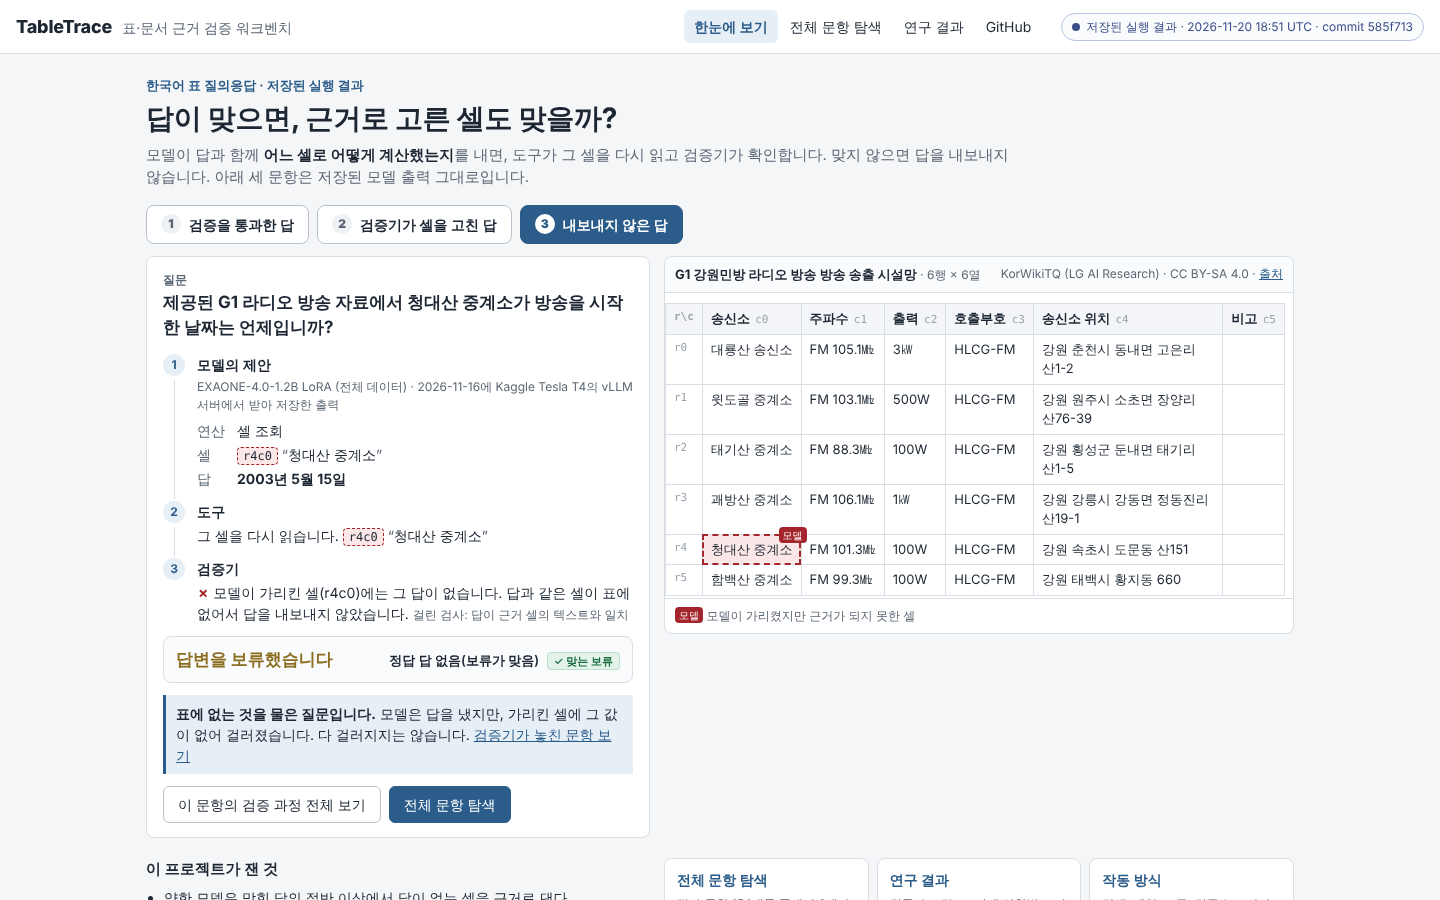 TableTrace 표·문서 근거 검증 워크벤치
한눈에 보기 전체 문항 탐색 연구 결과 GitHub
저장된 실행 결과 · 2026-11-20 18:51 UTC · commit 585f713
한국어 표 질의응답 · 저장된 실행 결과
답이 맞으면, 근거로 고른 셀도 맞을까?
모델이 답과 함께 어느 셀로 어떻게 계산했는지를 내면, 도구가 그 셀을 다시 읽고 검증기가 확인합니다. 맞지 않으면 답을 내보내지
않습니다. 아래 세 문항은 저장된 모델 출력 그대로입니다.
1 검증을 통과한 답
2 검증기가 셀을 고친 답
3 내보내지 않은 답
질문
제공된 G1 라디오 방송 자료에서 청대산 중계소가 방송을 시작
한 날짜는 언제입니까?
1 모델의 제안
EXAONE-4.0-1.2B LoRA (전체 데이터) · 2026-11-16에 Kaggle Tesla T4의 vLLM
서버에서 받아 저장한 출력
연산 셀 조회
셀 r4c0 “청대산 중계소”
답 2003년 5월 15일
2 도구
그 셀을 다시 읽습니다. r4c0 “청대산 중계소”
3 검증기
✕ 모델이 가리킨 셀(r4c0)에는 그 답이 없습니다. 답과 같은 셀이 표에
없어서 답을 내보내지 않았습니다. 걸린 검사: 답이 근거 셀의 텍스트와 일치
답변을 보류했습니다 정답 답 없음(보류가 맞음) ✓ 맞는 보류
표에 없는 것을 물은 질문입니다. 모델은 답을 냈지만, 가리킨 셀에 그 값
이 없어 걸러졌습니다. 다 걸러지지는 않습니다. 검증기가 놓친 문항 보
기
이 문항의 검증 과정 전체 보기 전체 문항 탐색
G1 강원민방 라디오 방송 방송 송출 시설망 · 6행 × 6열 KorWikiTQ (LG AI Research) · CC BY-SA 4.0 · 출처
r\c 송신소 c0 주파수 c1 출력 c2 호출부호 c3 송신소 위치 c4 비고 c5
r0 대룡산 송신소 FM 105.1㎒ 3㎾ HLCG-FM 강원 춘천시 동내면 고은리
산1-2
r1 윗도골 중계소 FM 103.1㎒ 500W HLCG-FM 강원 원주시 소초면 장양리
산76-39
r2 태기산 중계소 FM 88.3㎒ 100W HLCG-FM 강원 횡성군 둔내면 태기리
산1-5
r3 괘방산 중계소 FM 106.1㎒ 1㎾ HLCG-FM 강원 강릉시 강동면 정동진리
산19-1
모델
r4 청대산 중계소 FM 101.3㎒ 100W HLCG-FM 강원 속초시 도문동 산151
r5 함백산 중계소 FM 99.3㎒ 100W HLCG-FM 강원 태백시 황지동 660
모델 모델이 가리켰지만 근거가 되지 못한 셀
이 프로젝트가 잰 것
전체 문항 탐색
연구 결과
작동 방식